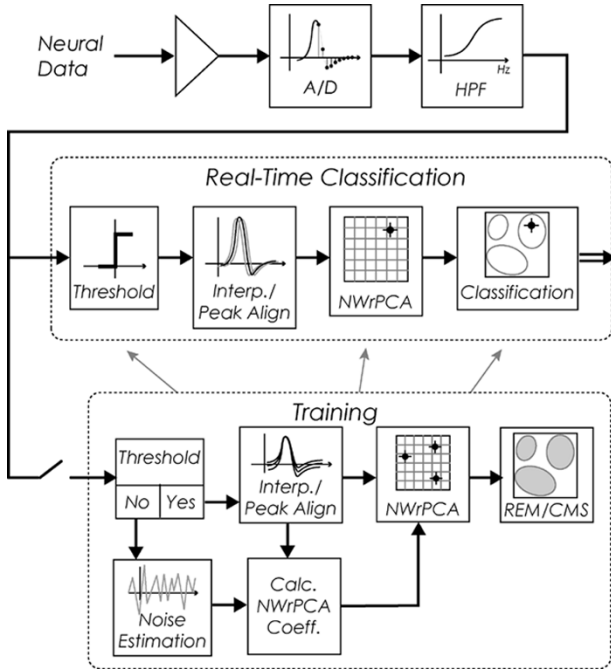 Neural
Data
A/D
Hz
HPF
Real-Time Classification
Threshold
Interp./
Peak Align
NWrPCA
Classification
Training
Threshold
No
Yes
Interp./
Peak Align
NWrPCA
REM/CMS
Noise
Estimation
Calc.
NWrPCA
Coeff.